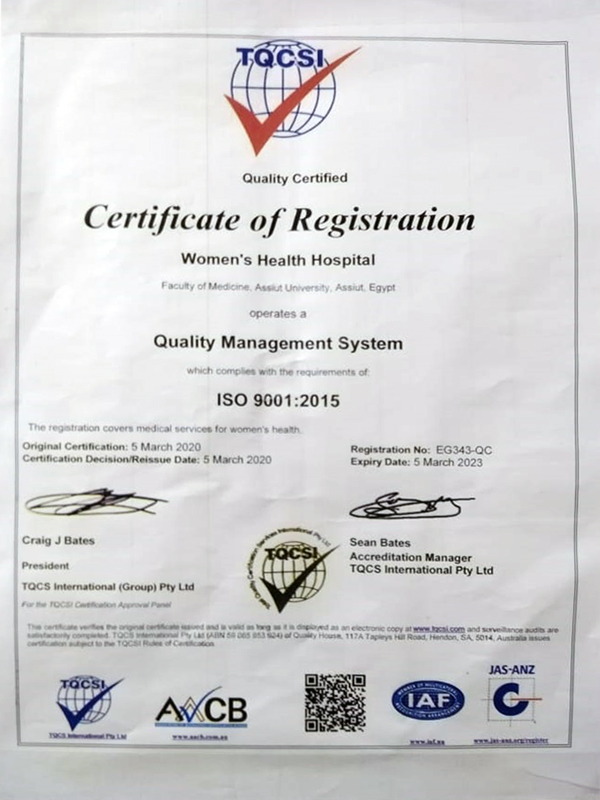 TQCSI
Quality Certified
Certificate of Registration
Women's Health Hospital
Faculty of Medicine, Assiut University, Assiut, Egypt
operates a
Quality Management System
which complies with the requirements of:
ISO 9001:2015
The registration covers medical services for women's health.
Original Certification: 5 March 2020
Certification Decision/Reissue Date: 5 March 2020
Registration No: EG343-QC
Expiry Date: 5 March 2023
Craig J Bates
President
TQCS International (Group) Pty Ltd
For the TQCSI Certification Approval Panel
TQCSI
Sean Bates
Accreditation Manager
TQCS International Pty Ltd
This certificate verifies the original certificate issued and is valid as long as it is displayed as an electronic copy at www.tqcsi.com and surveillance audits are
satisfactorily completed. TQCS International Pty Ltd (ABN 59 065 953 924) of Quality House, 117A Tapleys Hill Road, Hendon, SA, 5014, Australia issues
certification subject to the TQCSI Rules of Certification.
TQCSI
TQCS International Pty Ltd
AACB
www.aacb.com.au
MEMBER OF MULTILATERAL
IAF
RECOGNITION ARRANGEMENT
www.iaf.nu
JAS-ANZ
C
www.jas-anz.org/register